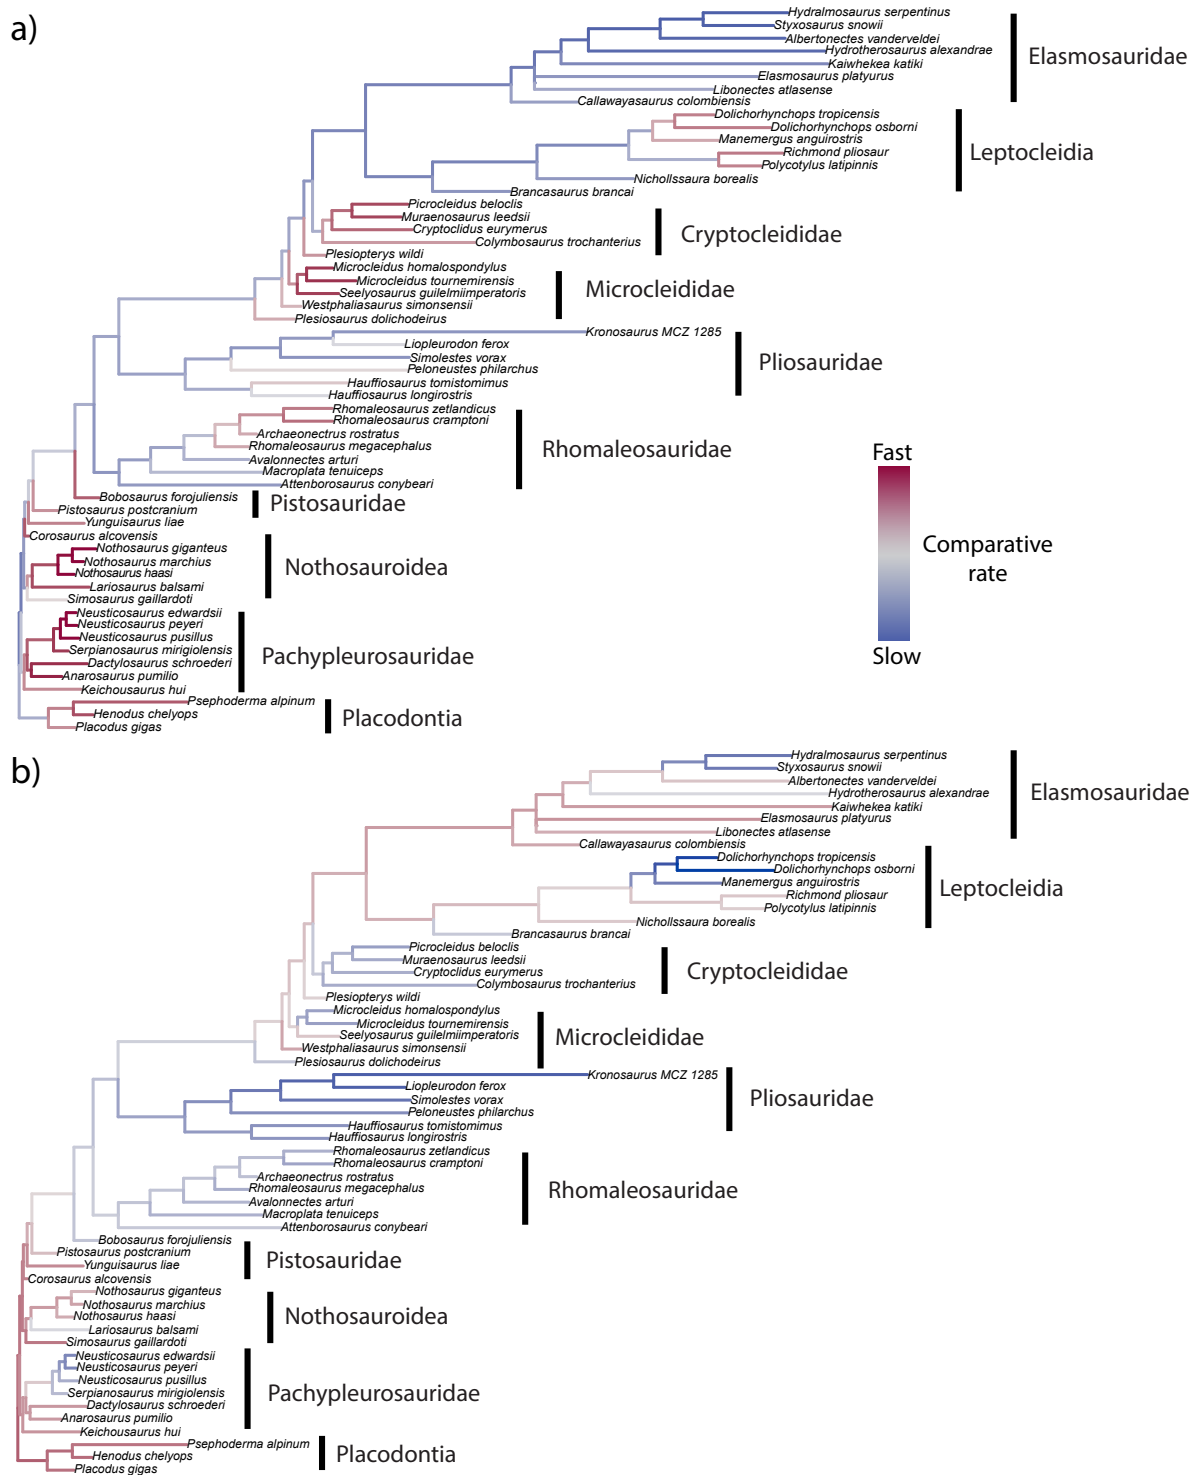 a)
Hydralmosaurus serpentinus
Styxosaurus snowii
Albertonectes vanderveldei
Hydrotherosaurus alexandrae
Kaiwhekea katiki
Elasmosaurus platyurus
Libonectes atlasense
Callawayasaurus colombiensis
Elasmosauridae
Dolichorhynchops tropicensis
Dolichorhynchops osborni
Manemergus anguirostris
Richmond pliosaur
Polycotylus latipinnis
Nichollssaura borealis
Brancasaurus brancai
Leptocleidia
Picrocleidus beloclis
Muraenosaurus leedsii
Cryptoclidus eurymerus
Colymbosaurus trochanterius
Plesiopterys wildi
Cryptocleididae
Microcleidus homalospondylus
Microcleidus tournemirensis
Seelyosaurus guilelmiimperatoris
Westphaliasaurus simonsensii
Plesiosaurus dolichodeirus
Microcleididae
Kronosaurus MCZ 1285
Liopleurodon ferox
Simolestes vorax
Peloneustes philarchus
Hauffiosaurus tomistomimus
Hauffiosaurus longirostris
Pliosauridae
Rhomaleosaurus zetlandicus
Rhomaleosaurus cramptoni
Archaeonectrus rostratus
Rhomaleosaurus megacephalus
Avalonnectes arturi
Macroplata tenuiceps
Attenborosaurus conybeari
Rhomaleosauridae
Bobosaurus forojuliensis
Pistosaurus postcranium
Yunguisaurus liae
Pistosauridae
Corosaurus alcovensis
Nothosaurus giganteus
Nothosaurus marchius
Nothosaurus haasi
Lariosaurus balsami
Simosaurus gaillardoti
Nothosauroidea
Neusticosaurus edwardsii
Neusticosaurus peyeri
Neusticosaurus pusillus
Serpianosaurus mirigiolensis
Dactylosaurus schroederi
Anarosaurus pumilio
Keichousaurus hui
Pachypleurosauridae
Psephoderma alpinum
Henodus chelyops
Placodus gigas
Placodontia
Fast
Comparative
rate
Slow
b)
Hydralmosaurus serpentinus
Styxosaurus snowii
Albertonectes vanderveldei
Hydrotherosaurus alexandrae
Kaiwhekea katiki
Elasmosaurus platyurus
Libonectes atlasense
Callawayasaurus colombiensis
Elasmosauridae
Dolichorhynchops tropicensis
Dolichorhynchops osborni
Manemergus anguirostris
Richmond pliosaur
Polycotylus latipinnis
Nichollssaura borealis
Brancasaurus brancai
Leptocleidia
Picrocleidus beloclis
Muraenosaurus leedsii
Cryptoclidus eurymerus
Colymbosaurus trochanterius
Plesiopterys wildi
Cryptocleididae
Microcleidus homalospondylus
Microcleidus tournemirensis
Seelyosaurus guilelmiimperatoris
Westphaliasaurus simonsensii
Plesiosaurus dolichodeirus
Microcleididae
Kronosaurus MCZ 1285
Liopleurodon ferox
Simolestes vorax
Peloneustes philarchus
Hauffiosaurus tomistomimus
Hauffiosaurus longirostris
Pliosauridae
Rhomaleosaurus zetlandicus
Rhomaleosaurus cramptoni
Archaeonectrus rostratus
Rhomaleosaurus megacephalus
Avalonnectes arturi
Macroplata tenuiceps
Attenborosaurus conybeari
Rhomaleosauridae
Bobosaurus forojuliensis
Pistosaurus postcranium
Yunguisaurus liae
Pistosauridae
Corosaurus alcovensis
Nothosaurus giganteus
Nothosaurus marchius
Nothosaurus haasi
Lariosaurus balsami
Simosaurus gaillardoti
Nothosauroidea
Neusticosaurus edwardsii
Neusticosaurus peyeri
Neusticosaurus pusillus
Serpianosaurus mirigiolensis
Dactylosaurus schroederi
Anarosaurus pumilio
Keichousaurus hui
Pachypleurosauridae
Psephoderma alpinum
Henodus chelyops
Placodus gigas
Placodontia